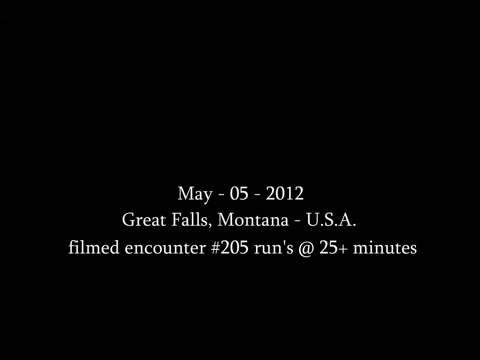 May - 05 - 2012
Great Falls, Montana - U.S.A.
filmed encounter #205 run's @ 25+ minutes